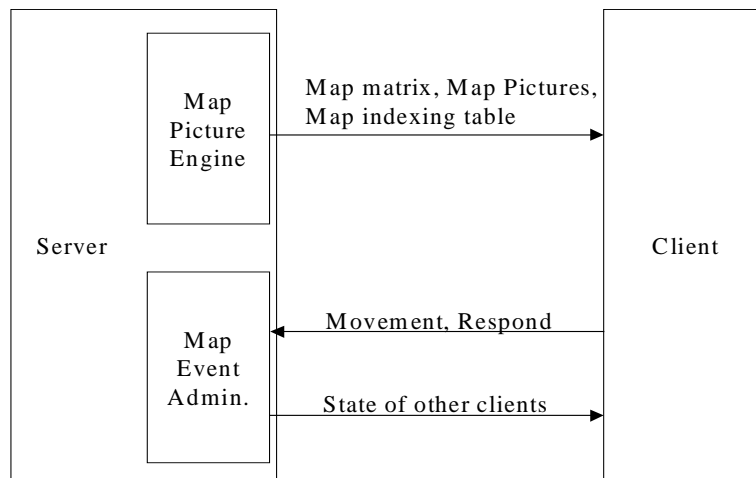 Map
Picture
Engine
Map matrix, Map Pictures,
Map indexing table
Server
Client
Map
Event
Admin.
Movement, Respond
State of other clients